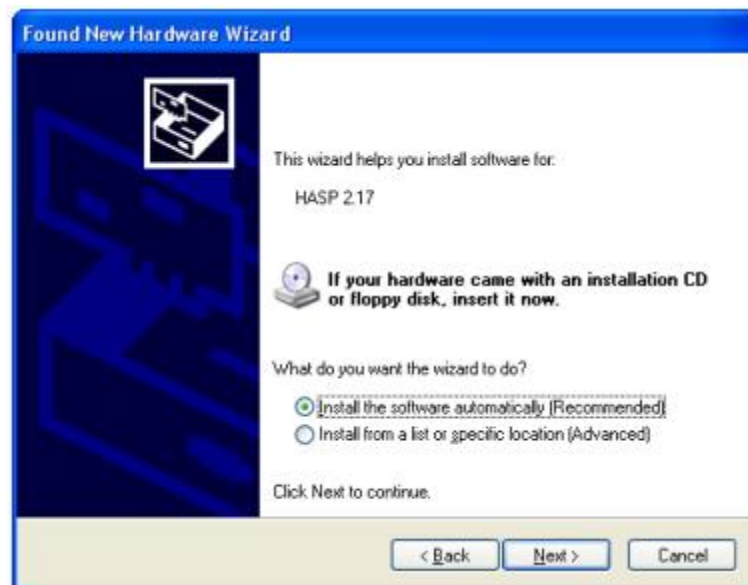 Found New Hardware Wizard
This wizard helps you install software for:
HASP 2.17
If your hardware came with an installation CD
or floppy disk, insert it now.
What do you want the wizard to do?
Install the software automatically (Recommended)
Install from a list or specific location (Advanced)
Click Next to continue.
< Back Next > Cancel